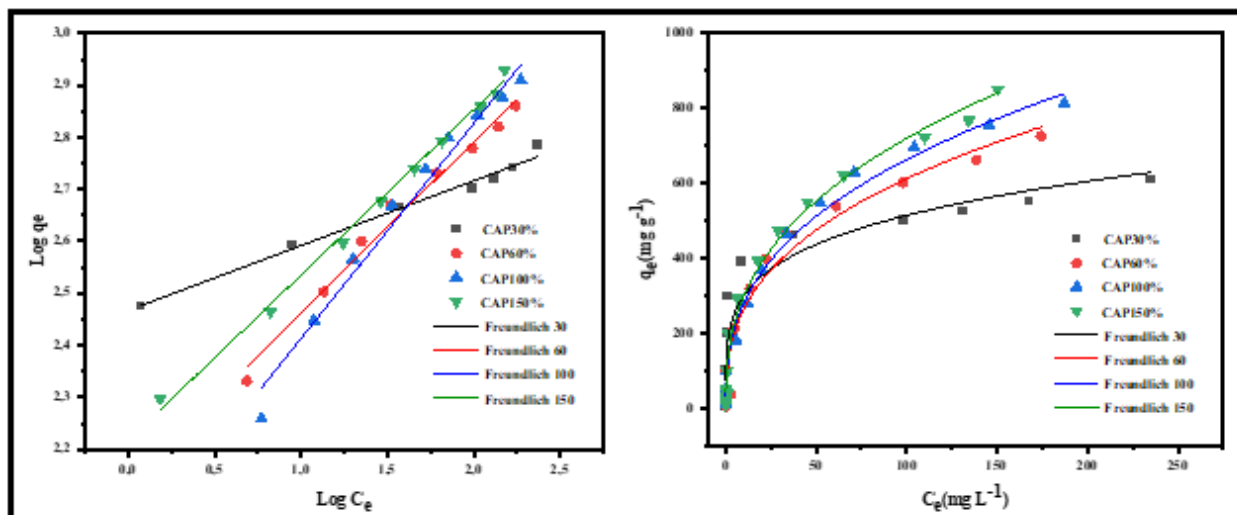 3,0
2,9
2,8
2,7
2,6
2,5
2,4
2,3
2,2
Log qe
CAP30%
CAP60%
CAP100%
CAP150%
Freundlich 30
Freundlich 60
Freundlich 100
Freundlich 150
0,0 0,5 1,0 1,5 2,0 2,5
Log Ce
1000
800
600
400
200
0
qe(mg g-1)
CAP30%
CAP60%
CAP100%
CAP150%
Freundlich 30
Freundlich 60
Freundlich 100
Freundlich 150
0 50 100 150 200 250
Ce(mg L-1)